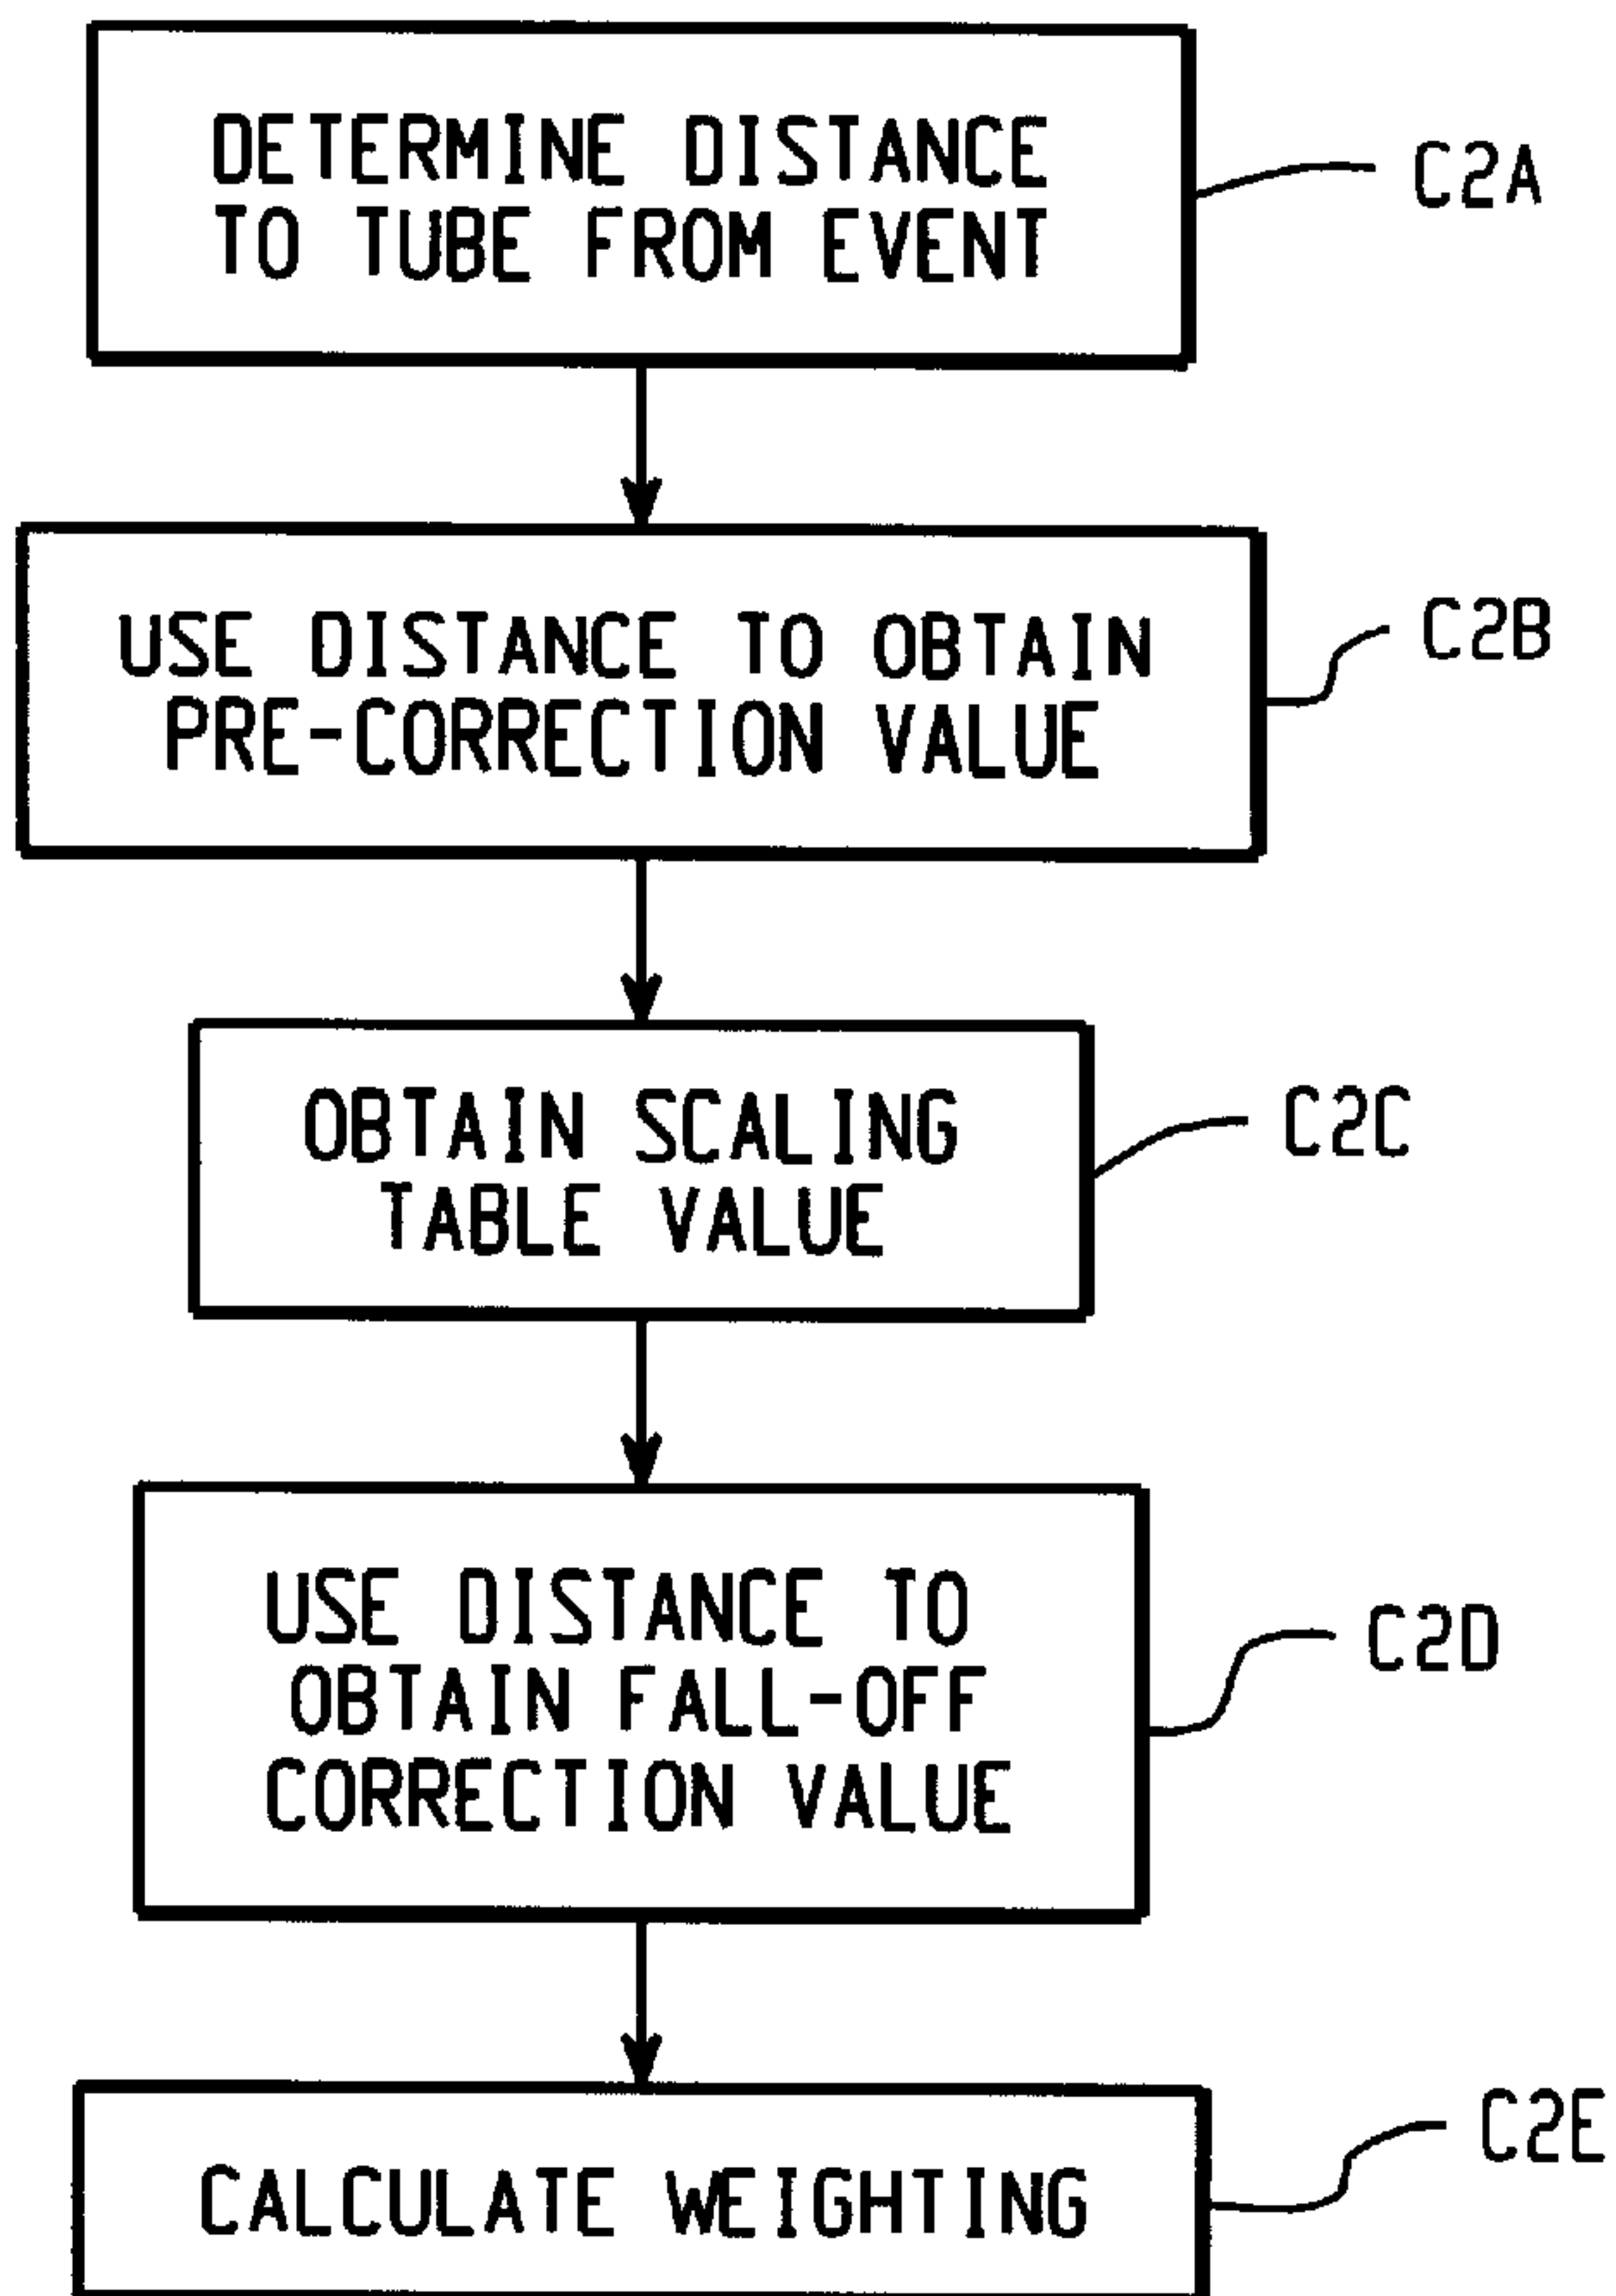 DETERMINE DISTANCE
TO TUBE FROM EVENT
C2A
USE DISTANCE TO OBTAIN
PRE-CORRECTION VALUE
C2B
OBTAIN SCALING
TABLE VALUE
C2C
USE DISTANCE TO
OBTAIN FALL-OFF
CORRECTION VALUE
C2D
CALCULATE WEIGHTING
C2E